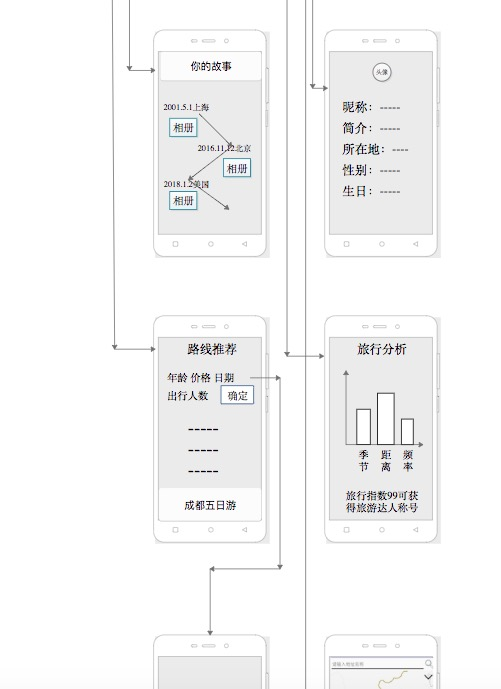 你的故事
2001.5.1上海
相册
2016.11.12北京
相册
2018.1.2美国
相册
头像
昵称：-----
简介：-----
所在地：----
性别：-----
生日：-----
路线推荐
年龄 价格 日期
出行人数
确定
-----
-----
-----
成都五日游
旅行分析
季节
距离
频率
旅行指数99可获
得旅游达人称号